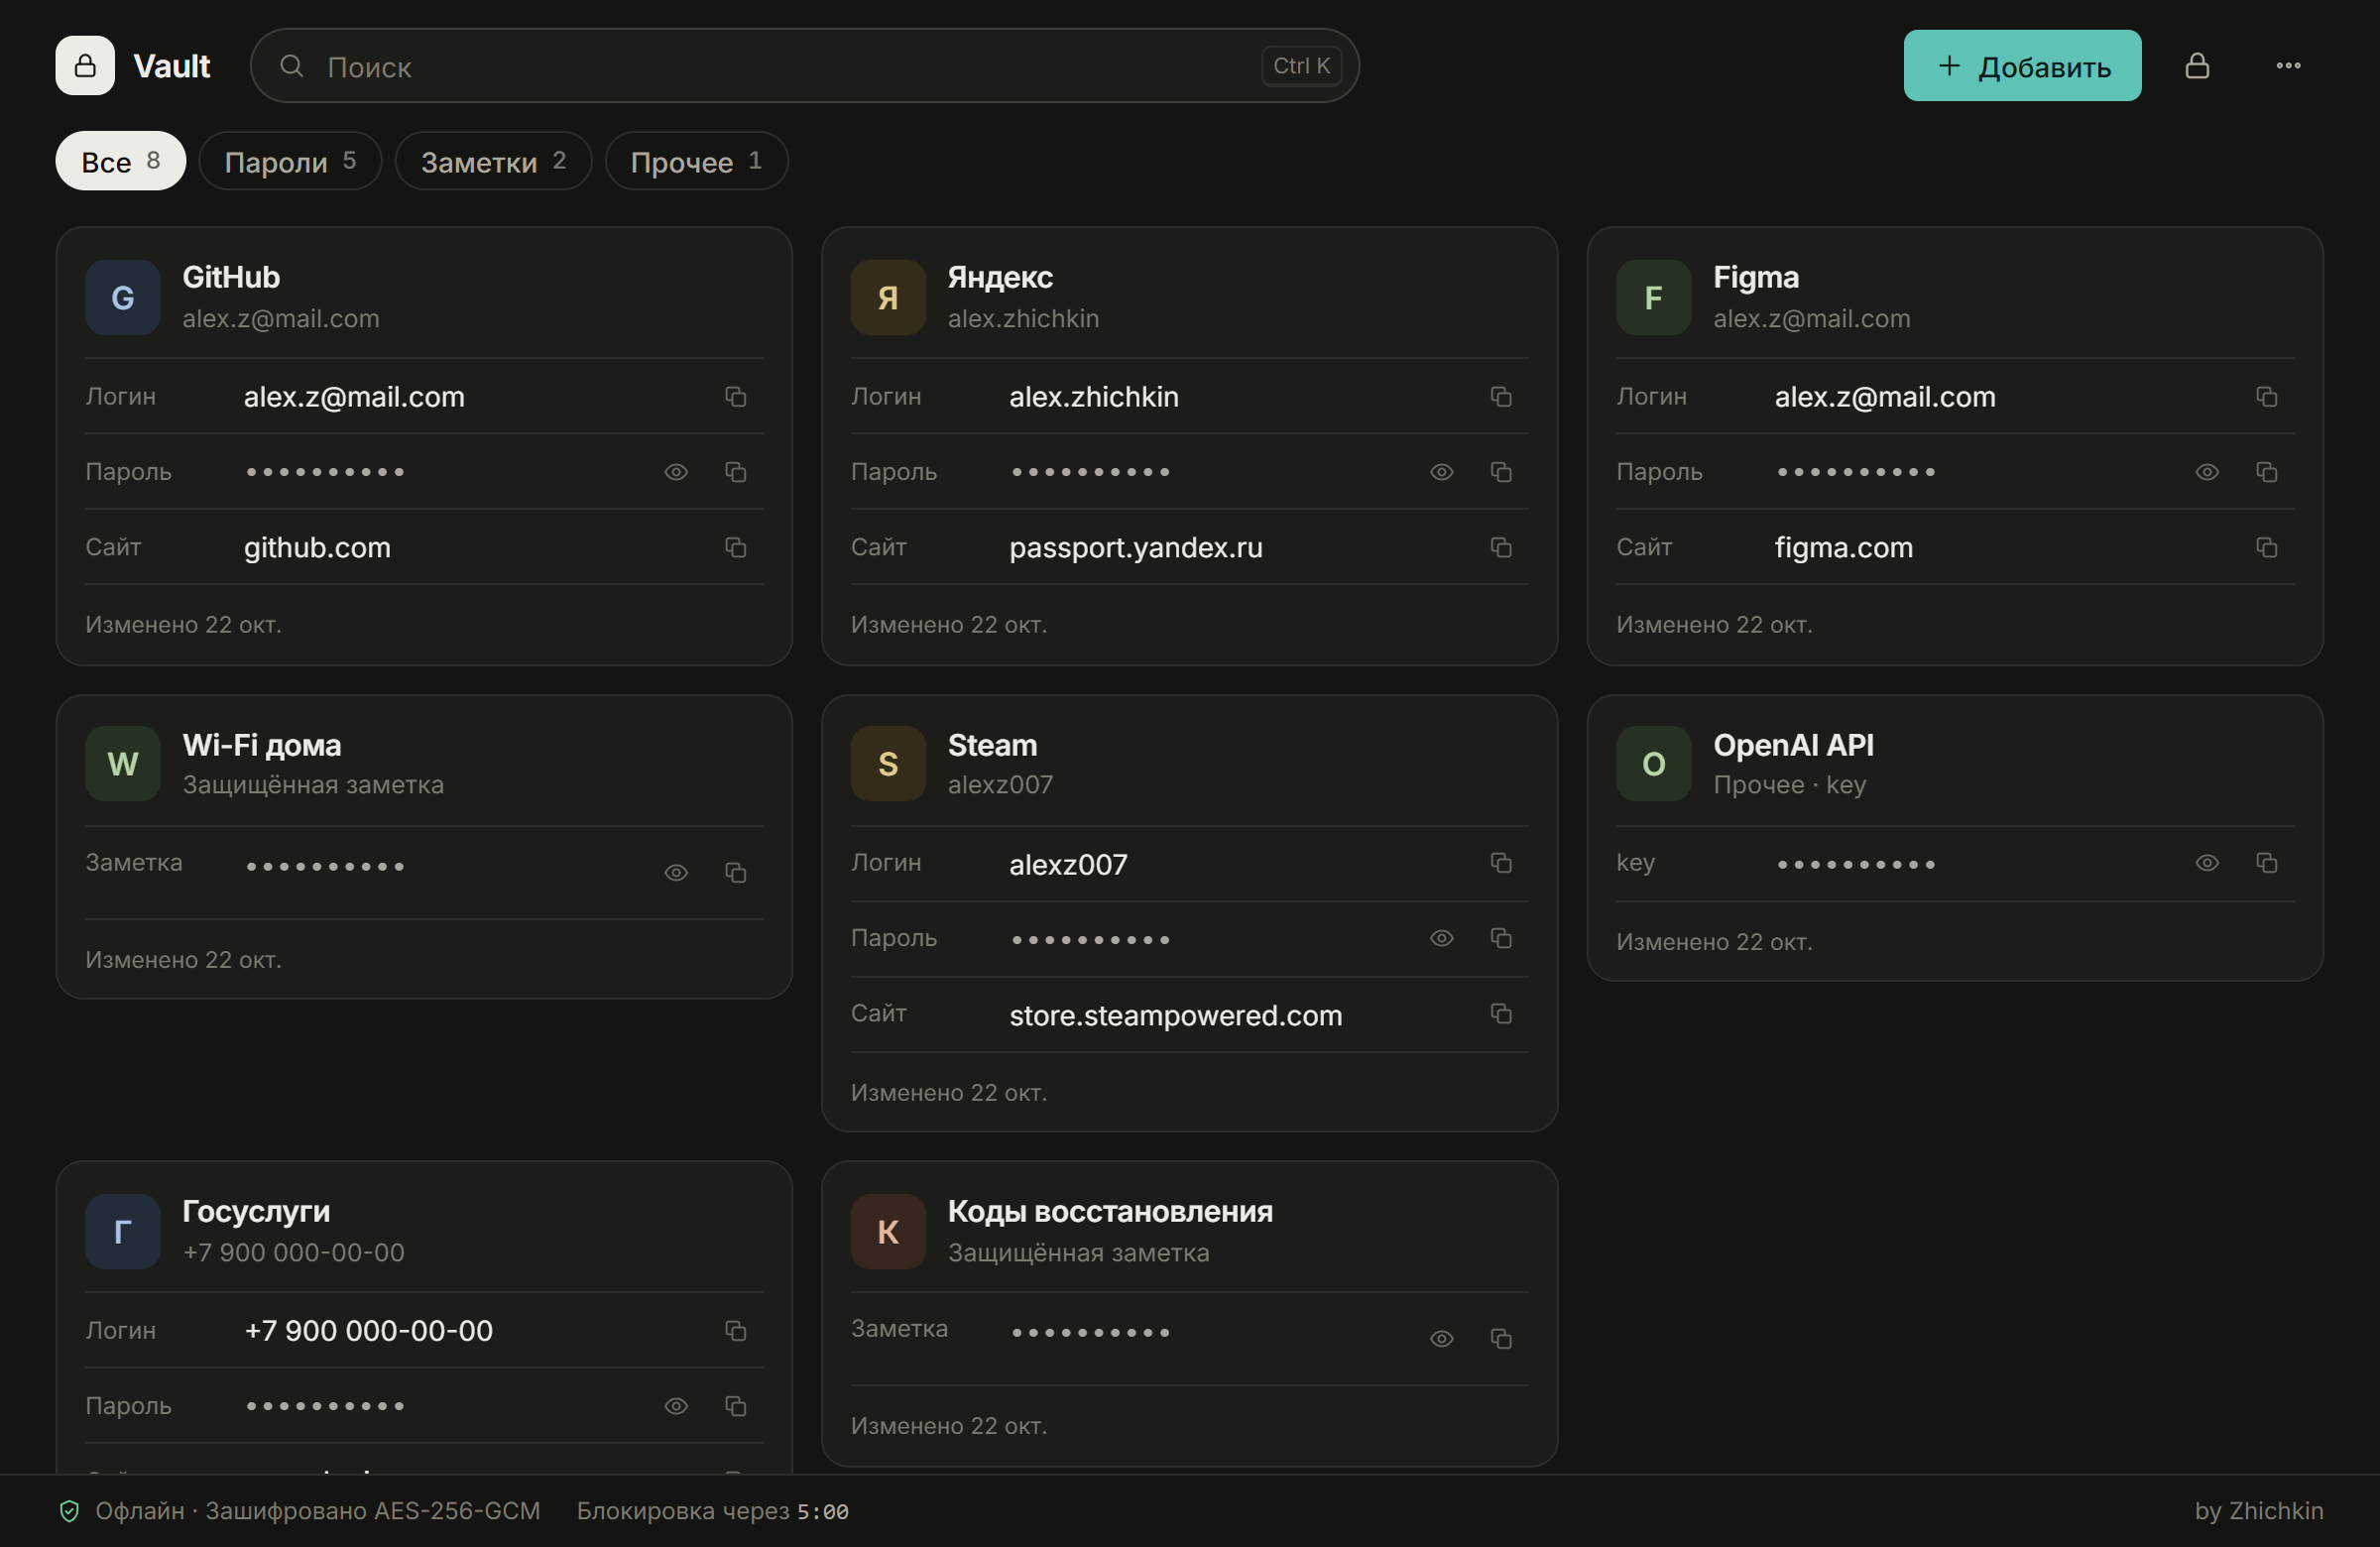 Vault
Поиск
Ctrl K
Добавить
Все 8
Пароли 5
Заметки 2
Прочее 1
G
GitHub
alex.z@mail.com
Логин alex.z@mail.com
Пароль ••••••••••
Сайт github.com
Изменено 22 окт.
Я
Яндекс
alex.zhichkin
Логин alex.zhichkin
Пароль ••••••••••
Сайт passport.yandex.ru
Изменено 22 окт.
F
Figma
alex.z@mail.com
Логин alex.z@mail.com
Пароль ••••••••••
Сайт figma.com
Изменено 22 окт.
W
Wi-Fi дома
Защищённая заметка
Заметка ••••••••••
Изменено 22 окт.
S
Steam
alexz007
Логин alexz007
Пароль ••••••••••
Сайт store.steampowered.com
Изменено 22 окт.
O
OpenAI API
Прочее · key
key ••••••••••
Изменено 22 окт.
Г
Госуслуги
+7 900 000-00-00
Логин +7 900 000-00-00
Пароль ••••••••••
К
Коды восстановления
Защищённая заметка
Заметка ••••••••••
Изменено 22 окт.
Офлайн · Зашифровано AES-256-GCM
Блокировка через 5:00
by Zhichkin